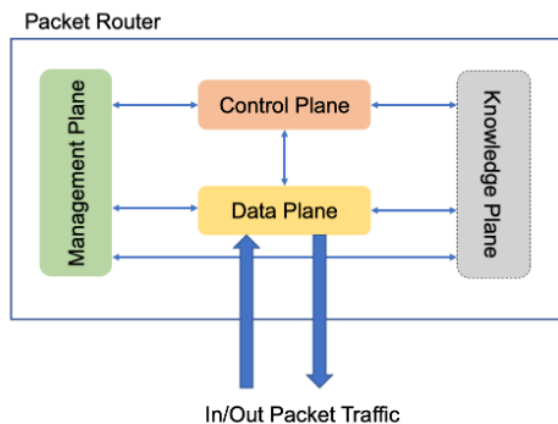 Packet Router
Management Plane
Control Plane
Knowledge Plane
Data Plane
In/Out Packet Traffic